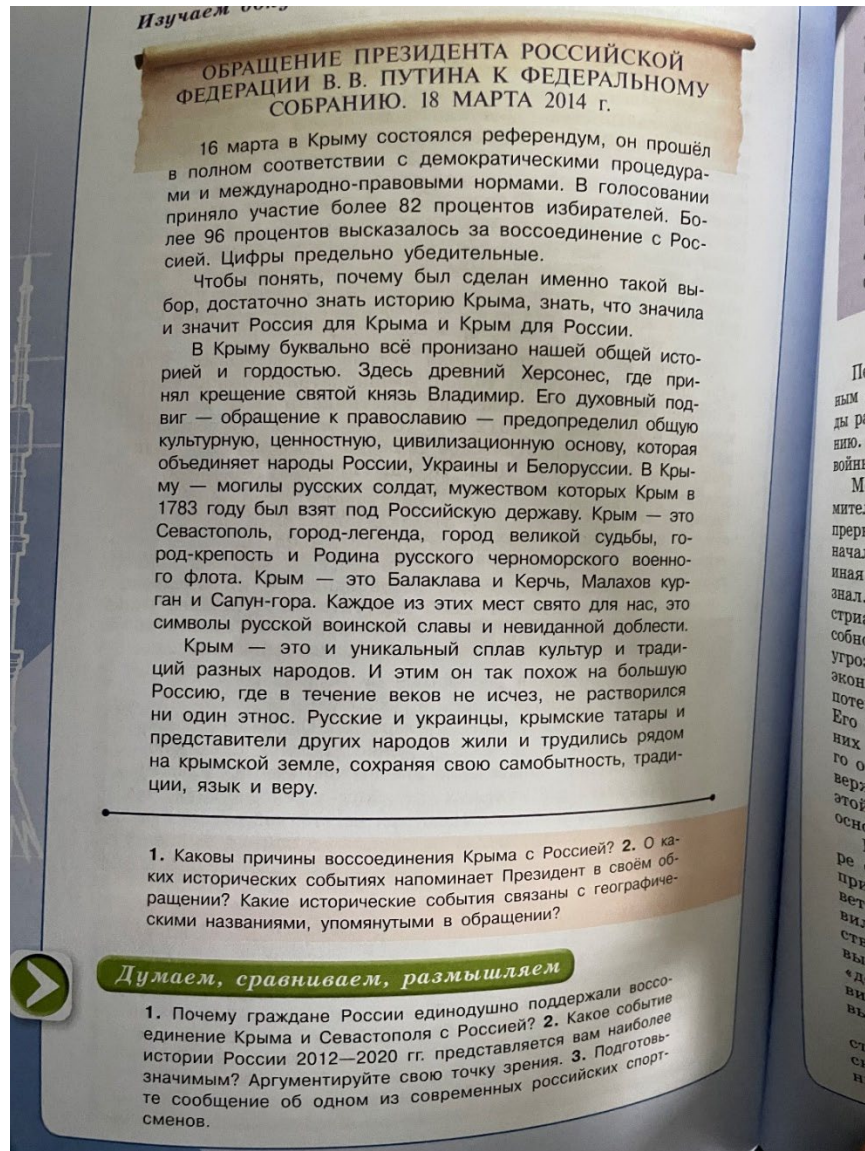 Изучаем
ОБРАЩЕНИЕ ПРЕЗИДЕНТА РОССИЙСКОЙ
ФЕДЕРАЦИИ В. В. ПУТИНА К ФЕДЕРАЛЬНОМУ
СОБРАНИЮ. 18 МАРТА 2014 г.
16 марта в Крыму состоялся референдум, он прошёл
в полном соответствии с демократическими процедура-
ми и международно-правовыми нормами. В голосовании
приняло участие более 82 процентов избирателей. Бо-
лее 96 процентов высказалось за воссоединение с Рос-
сией. Цифры предельно убедительные.
Чтобы понять, почему был сделан именно такой вы-
бор, достаточно знать историю Крыма, знать, что значила
и значит Россия для Крыма и Крым для России.
В Крыму буквально всё пронизано нашей общей исто-
рией и гордостью. Здесь древний Херсонес, где при-
нял крещение святой князь Владимир. Его духовный под-
виг — обращение к православию — предопределил общую
культурную, ценностную, цивилизационную основу, которая
объединяет народы России, Украины и Белоруссии. В Кры-
му — могилы русских солдат, мужеством которых Крым в
1783 году был взят под Российскую державу. Крым — это
Севастополь, город-легенда, город великой судьбы, го-
род-крепость и Родина русского черноморского военно-
го флота. Крым — это Балаклава и Керчь, Малахов кур-
ган и Сапун-гора. Каждое из этих мест свято для нас, это
символы русской воинской славы и невиданной доблести.
Крым — это и уникальный сплав культур и тради-
ций разных народов. И этим он так похож на большую
Россию, где в течение веков не исчез, не растворился
ни один этнос. Русские и украинцы, крымские татары и
представители других народов жили и трудились рядом
на крымской земле, сохраняя свою самобытность, тради-
ции, язык и веру.
1. Каковы причины воссоединения Крыма с Россией? 2. О ка-
ких исторических событиях напоминает Президент в своём об-
ращении? Какие исторические события связаны с географиче-
скими названиями, упомянутыми в обращении?
Думаем, сравниваем, размышляем
1. Почему граждане России единодушно поддержали воссо-
единение Крыма и Севастополя с Россией? 2. Какое событие
истории России 2012—2020 гг. представляется вам наиболее
значимым? Аргументируйте свою точку зрения. 3. Подготовь-
те сообщение об одном из современных российских спорт-
сменов.